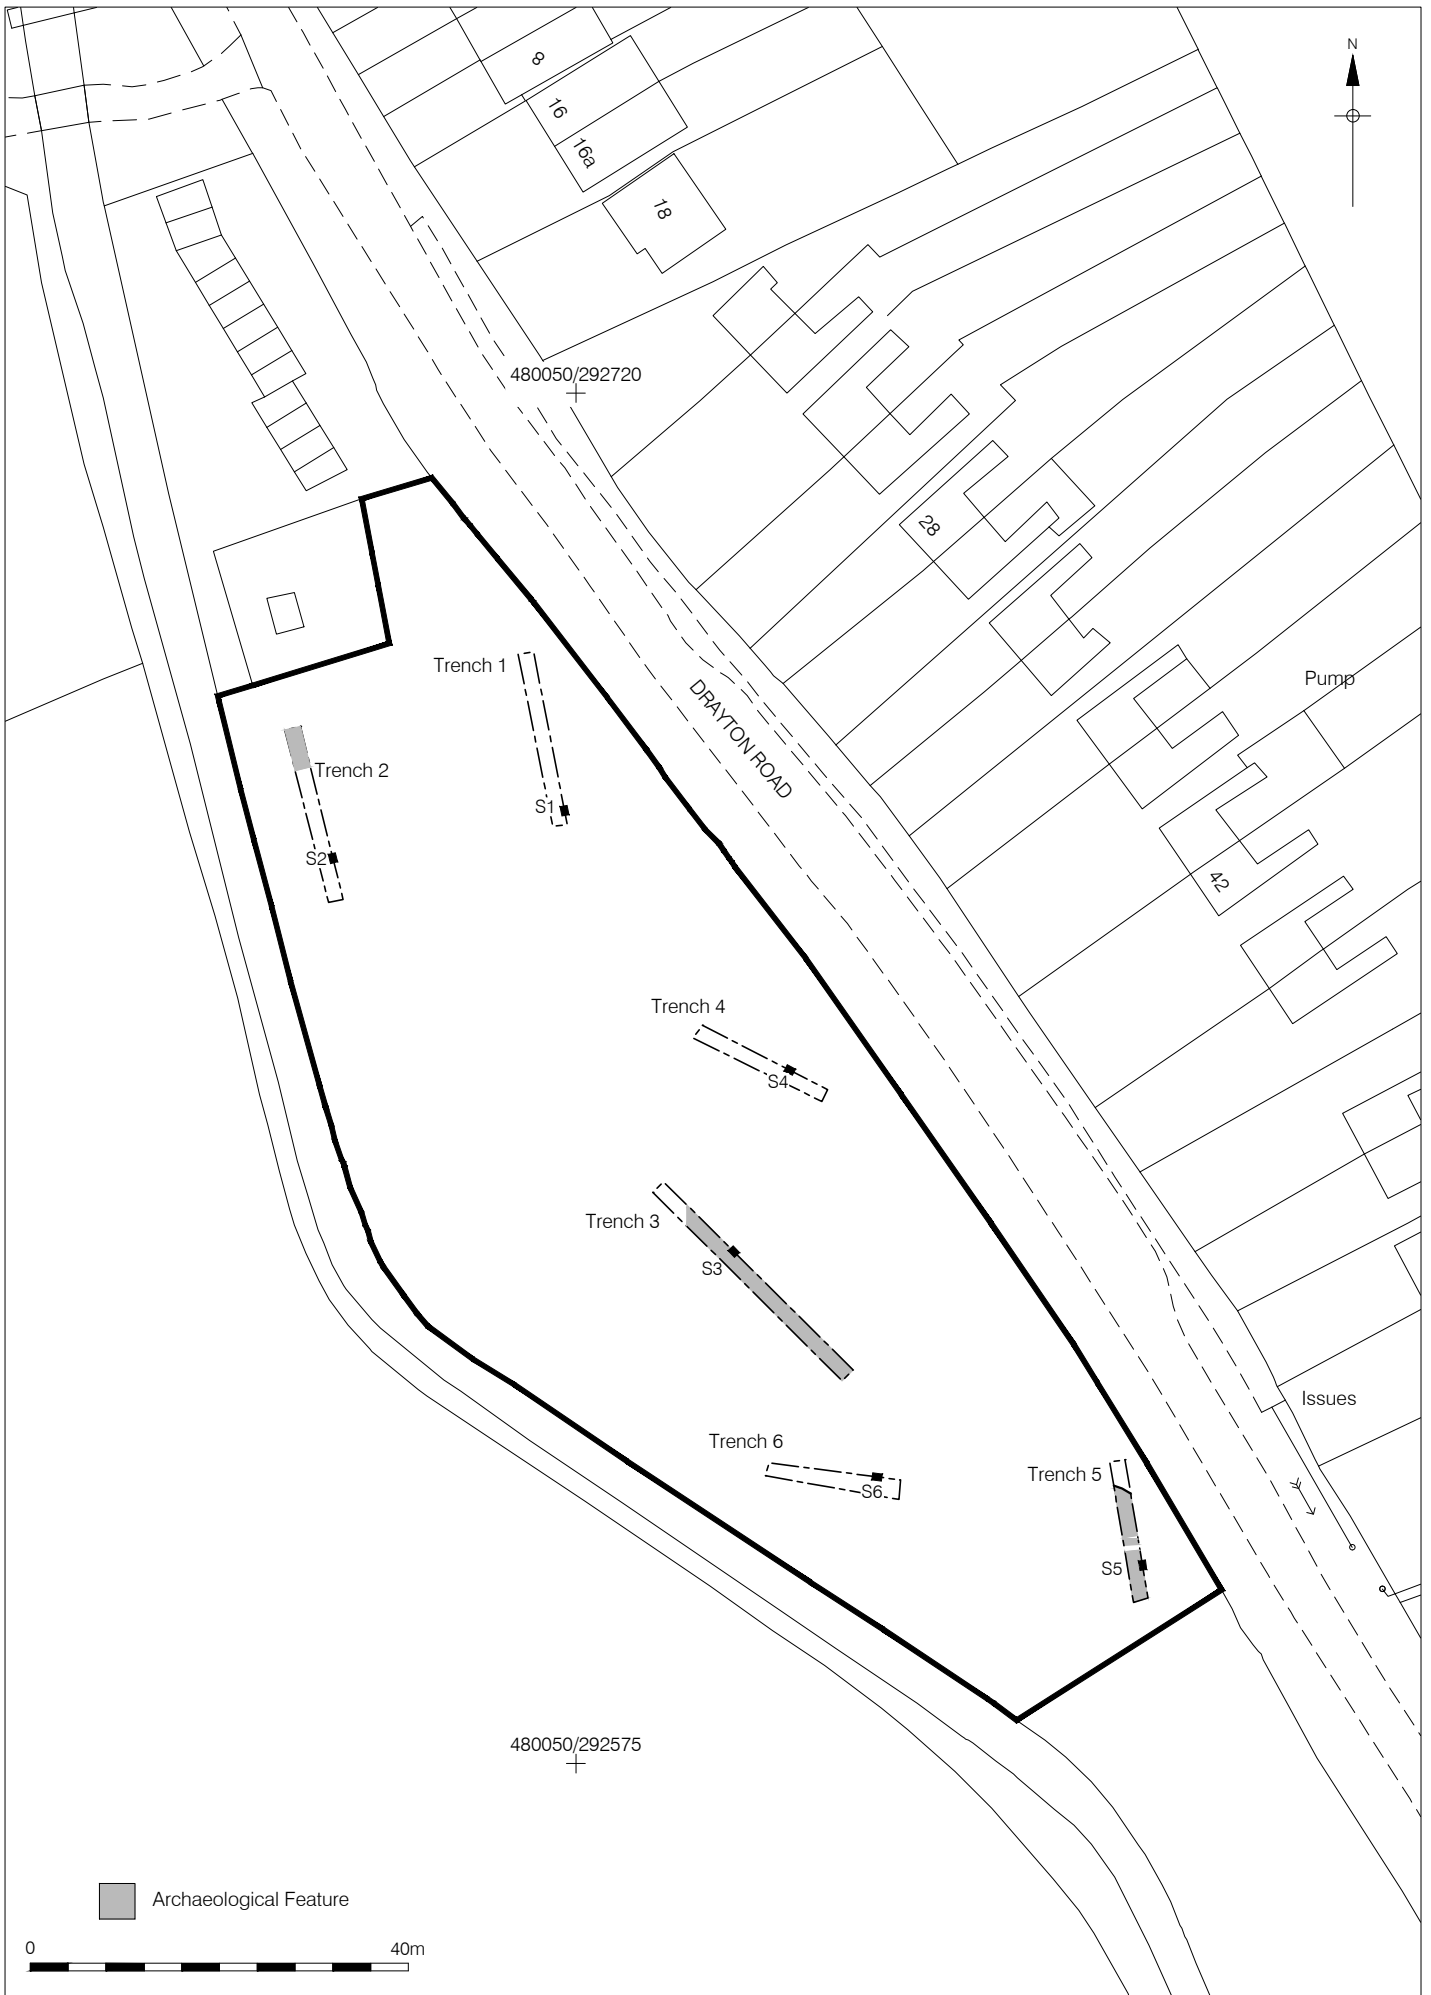 N
8
16
16a
18
480050/292720
28
Trench 1
Pump
DRAYTON ROAD
Trench 2
S1
S2
42
Trench 4
S4
Trench 3
S3
Issues
Trench 6
Trench 5
S6
S5
480050/292575
Archaeological Feature
0 40m